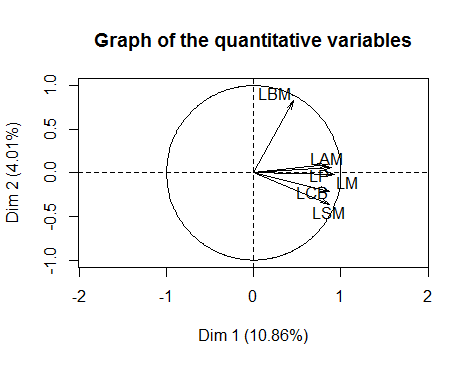 Graph of the quantitative variables
Dim 2 (4.01%)
1.0
0.5
0.0
-0.5
-1.0
LBM
LAM
LP
LM
LCB
LSM
-2
-1
0
1
2
Dim 1 (10.86%)